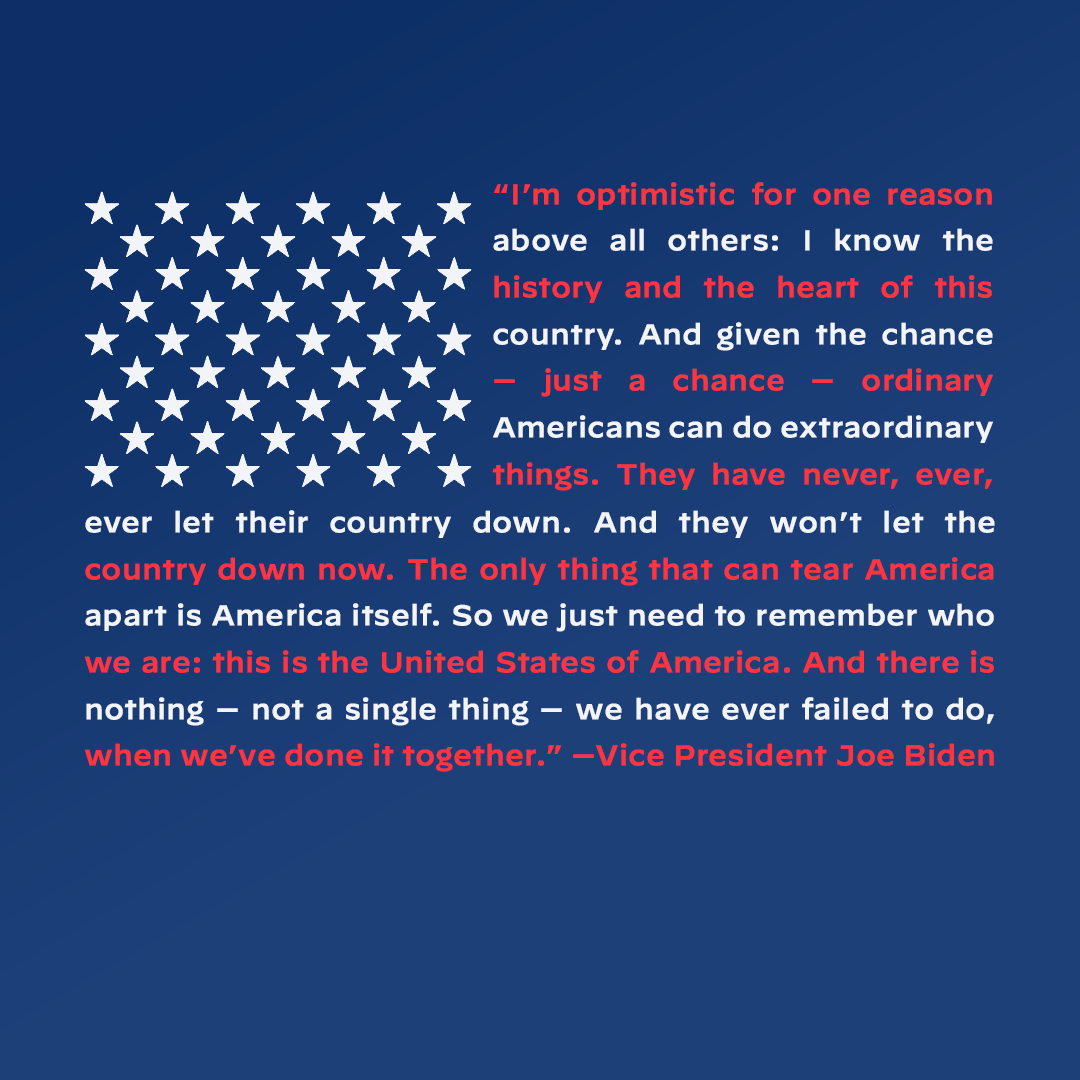 “I’m optimistic for one reason
above all others: I know the
history and the heart of this
country. And given the chance
— just a chance — ordinary
Americans can do extraordinary
things. They have never, ever,
ever let their country down. And they won’t let the
country down now. The only thing that can tear America
apart is America itself. So we just need to remember who
we are: this is the United States of America. And there is
nothing — not a single thing — we have ever failed to do,
when we’ve done it together.” —Vice President Joe Biden